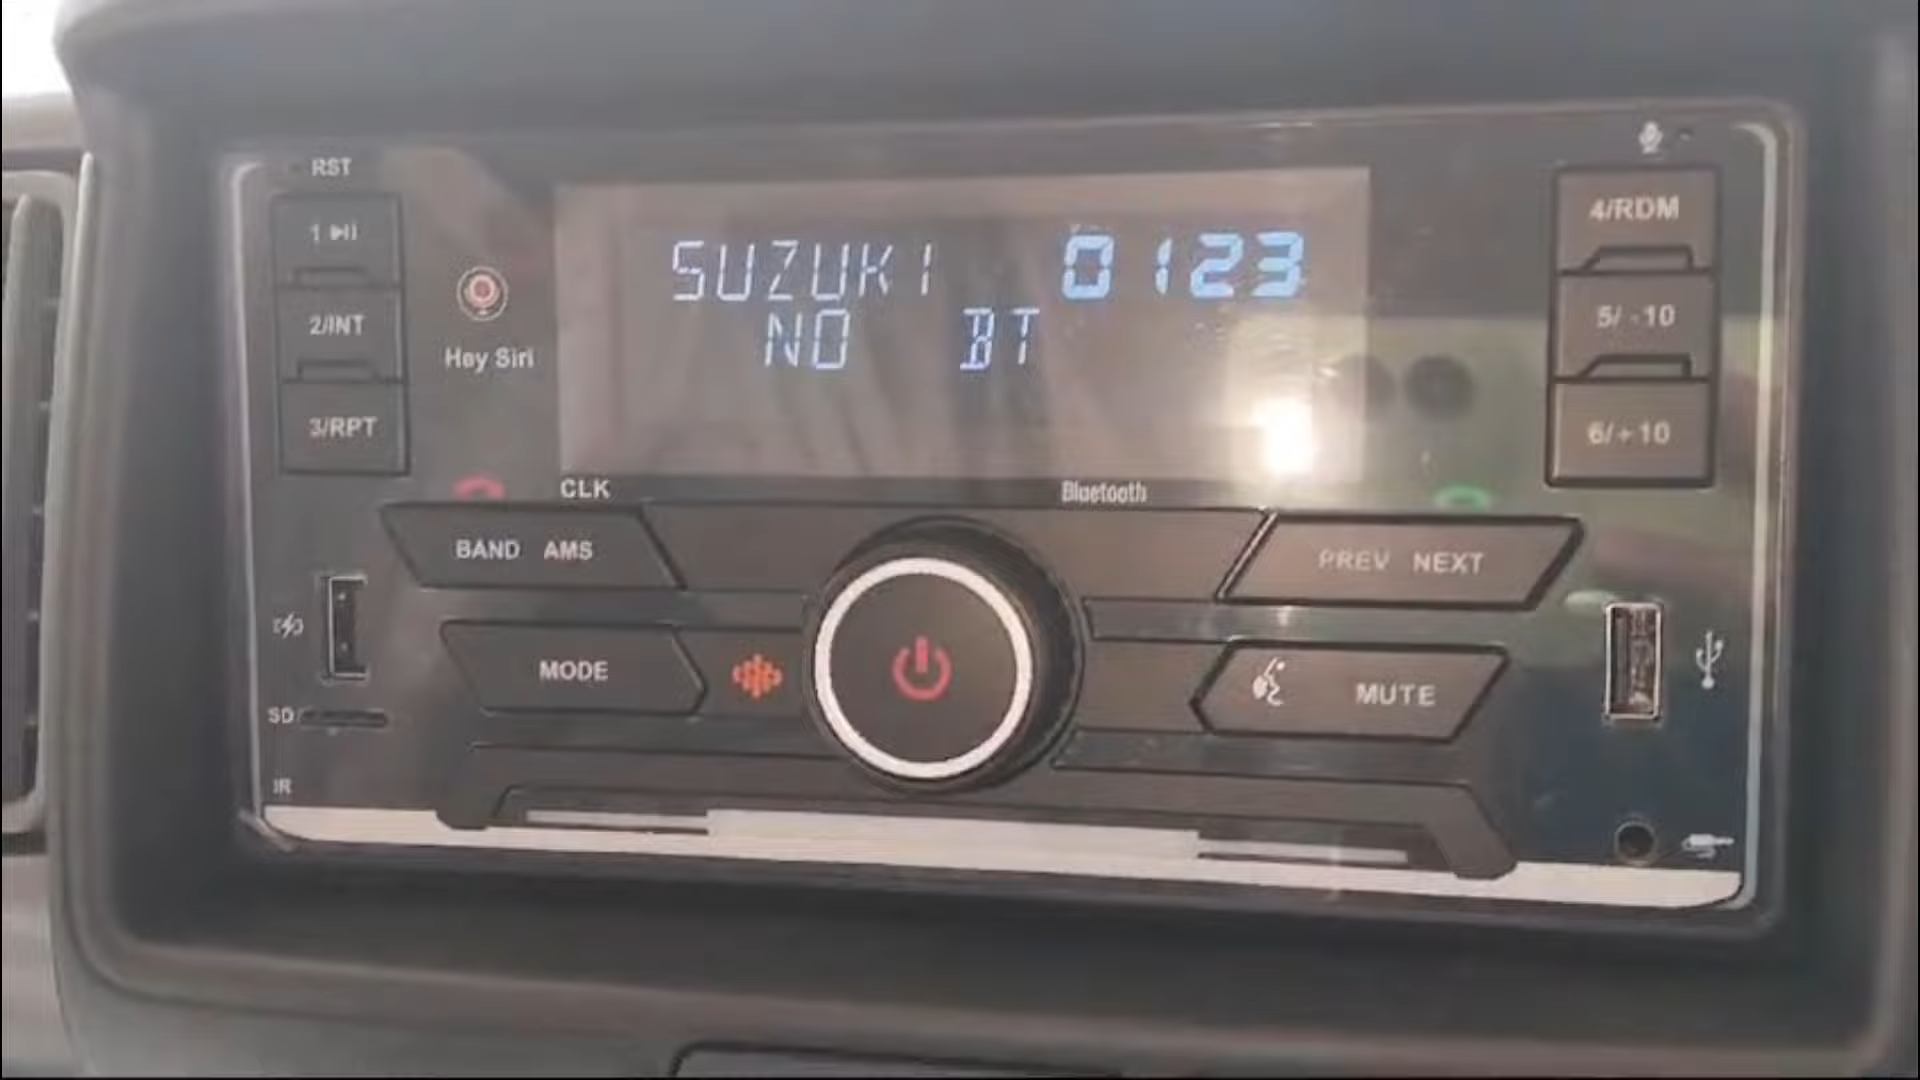 RST
1
2/INT
3/RPT
Hey Siri
SUZUKI 0123
NO BT
4/RDM
5/ -10
6/+10
CLK
Bluetooth
BAND AMS
PREV NEXT
MODE
MUTE
SD
IR